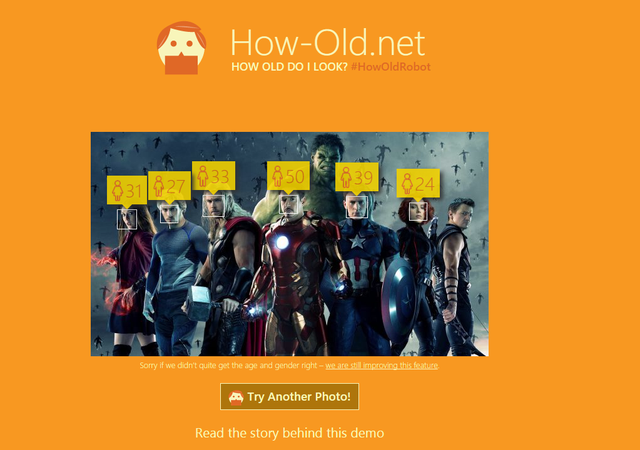 How-Old.net
HOW OLD DO I LOOK? #HowOldRobot
31
27
33
50
39
24
Sorry if we didn't quite get the age and gender right – we are still improving this feature.
Try Another Photo!
Read the story behind this demo